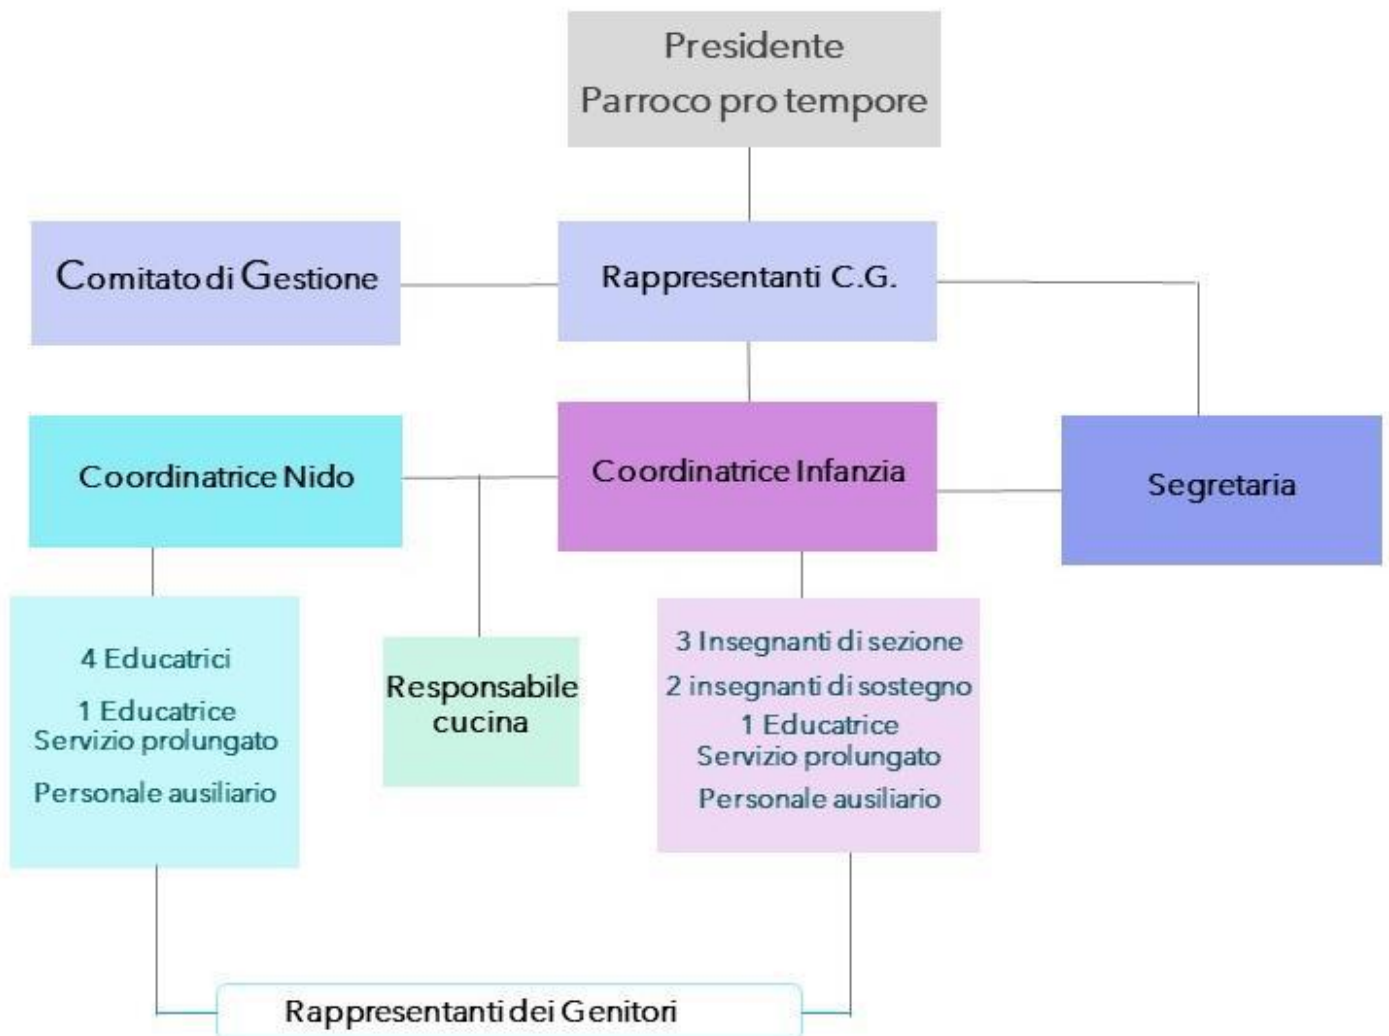 Presidente
Parroco pro tempore
Comitato di Gestione
Rappresentanti C.G.
Coordinatrice Nido
Coordinatrice Infanzia
Segretaria
4 Educatrici
1 Educatrice
Servizio prolungato
Personale ausiliario
Responsabile
cucina
3 Insegnanti di sezione
2 insegnanti di sostegno
1 Educatrice
Servizio prolungato
Personale ausiliario
Rappresentanti dei Genitori